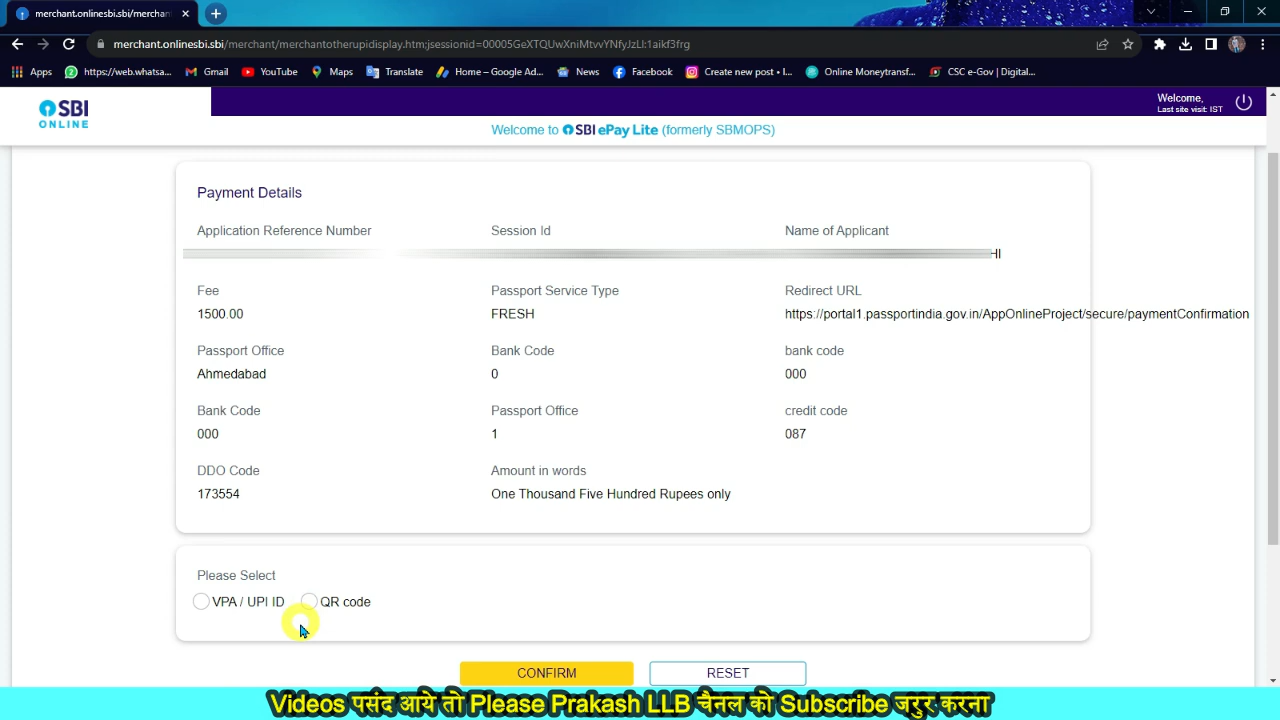 merchant.onlinesbi.sbi/merchan
merchant.onlinesbi.sbi/merchant/merchantotherupidisplay.htm;jsessionid=00005GeXTQUwXniMtvvYNfyJzLI:1aikf3frg
Apps https://web.whatsa... Gmail YouTube Maps Translate Home – Google Ad... News Facebook Create new post • I... Online Moneytransf... CSC e-Gov | Digital...
SBI
ONLINE
Welcome,
Last site visit: IST
Welcome to SBI ePay Lite (formerly SBMOPS)
Payment Details
Application Reference Number Session Id Name of Applicant
HI
Fee Passport Service Type Redirect URL
1500.00 FRESH https://portal1.passportindia.gov.in/AppOnlineProject/secure/paymentConfirmation
Passport Office Bank Code bank code
Ahmedabad 0 000
Bank Code Passport Office credit code
000 1 087
DDO Code Amount in words
173554 One Thousand Five Hundred Rupees only
Please Select
VPA / UPI ID QR code
CONFIRM RESET
Videos पसंद आये तो Please Prakash LLB चैनल को Subscribe जरुर करना